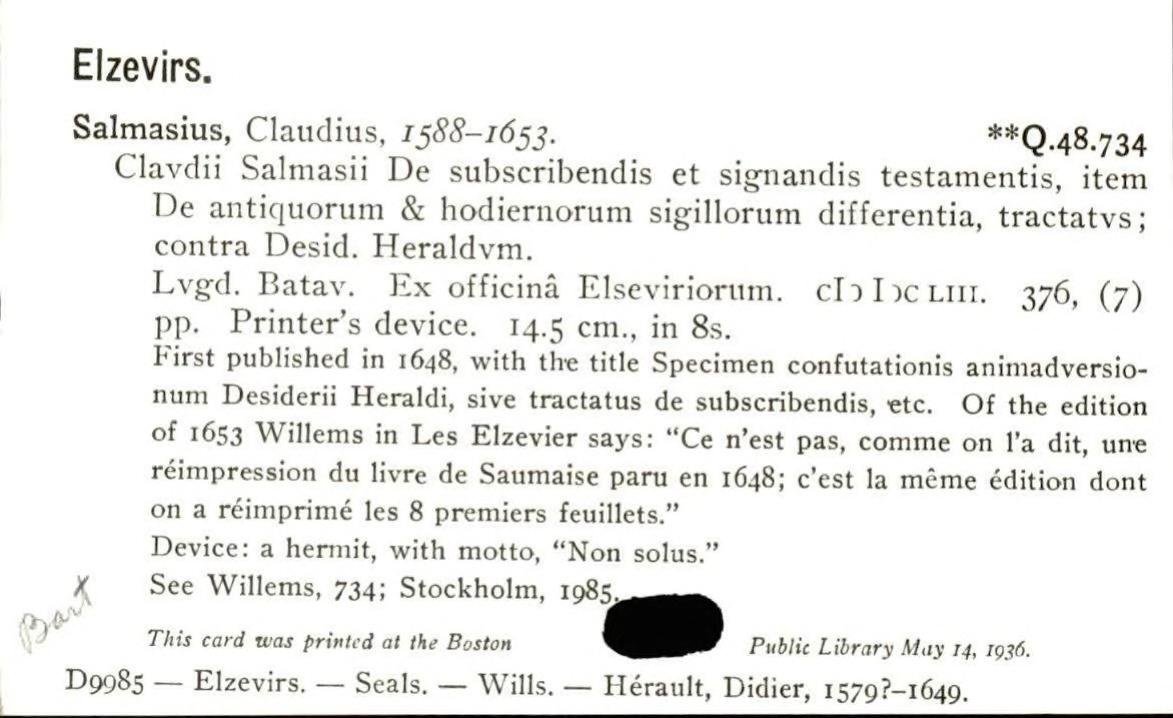 Elzevirs.
Salmasius, Claudius, 1588–1653. **Q.48.734
Clavdii Salmasii De subscribendis et signandis testamentis, item
De antiquorum & hodiernorum sigillorum differentia, tractatvs;
contra Desid. Heraldvm.
Lvgd. Batav. Ex officinâ Elseviriorum. cIↃ IↃC LIII. 376, (7)
pp. Printer's device. 14.5 cm., in 8s.
First published in 1648, with the title Specimen confutationis animadversio-
num Desiderii Heraldi, sive tractatus de subscribendis, etc. Of the edition
of 1653 Willems in Les Elzevier says: “Ce n'est pas, comme on l'a dit, une
réimpression du livre de Saumaise paru en 1648; c'est la même édition dont
on a réimprimé les 8 premiers feuillets.”
Device: a hermit, with motto, “Non solus.”
See Willems, 734; Stockholm, 1985.
Bart
This card was printed at the Boston Public Library May 14, 1936.
D9985 — Elzevirs. — Seals. — Wills. — Hérault, Didier, 1579?–1649.